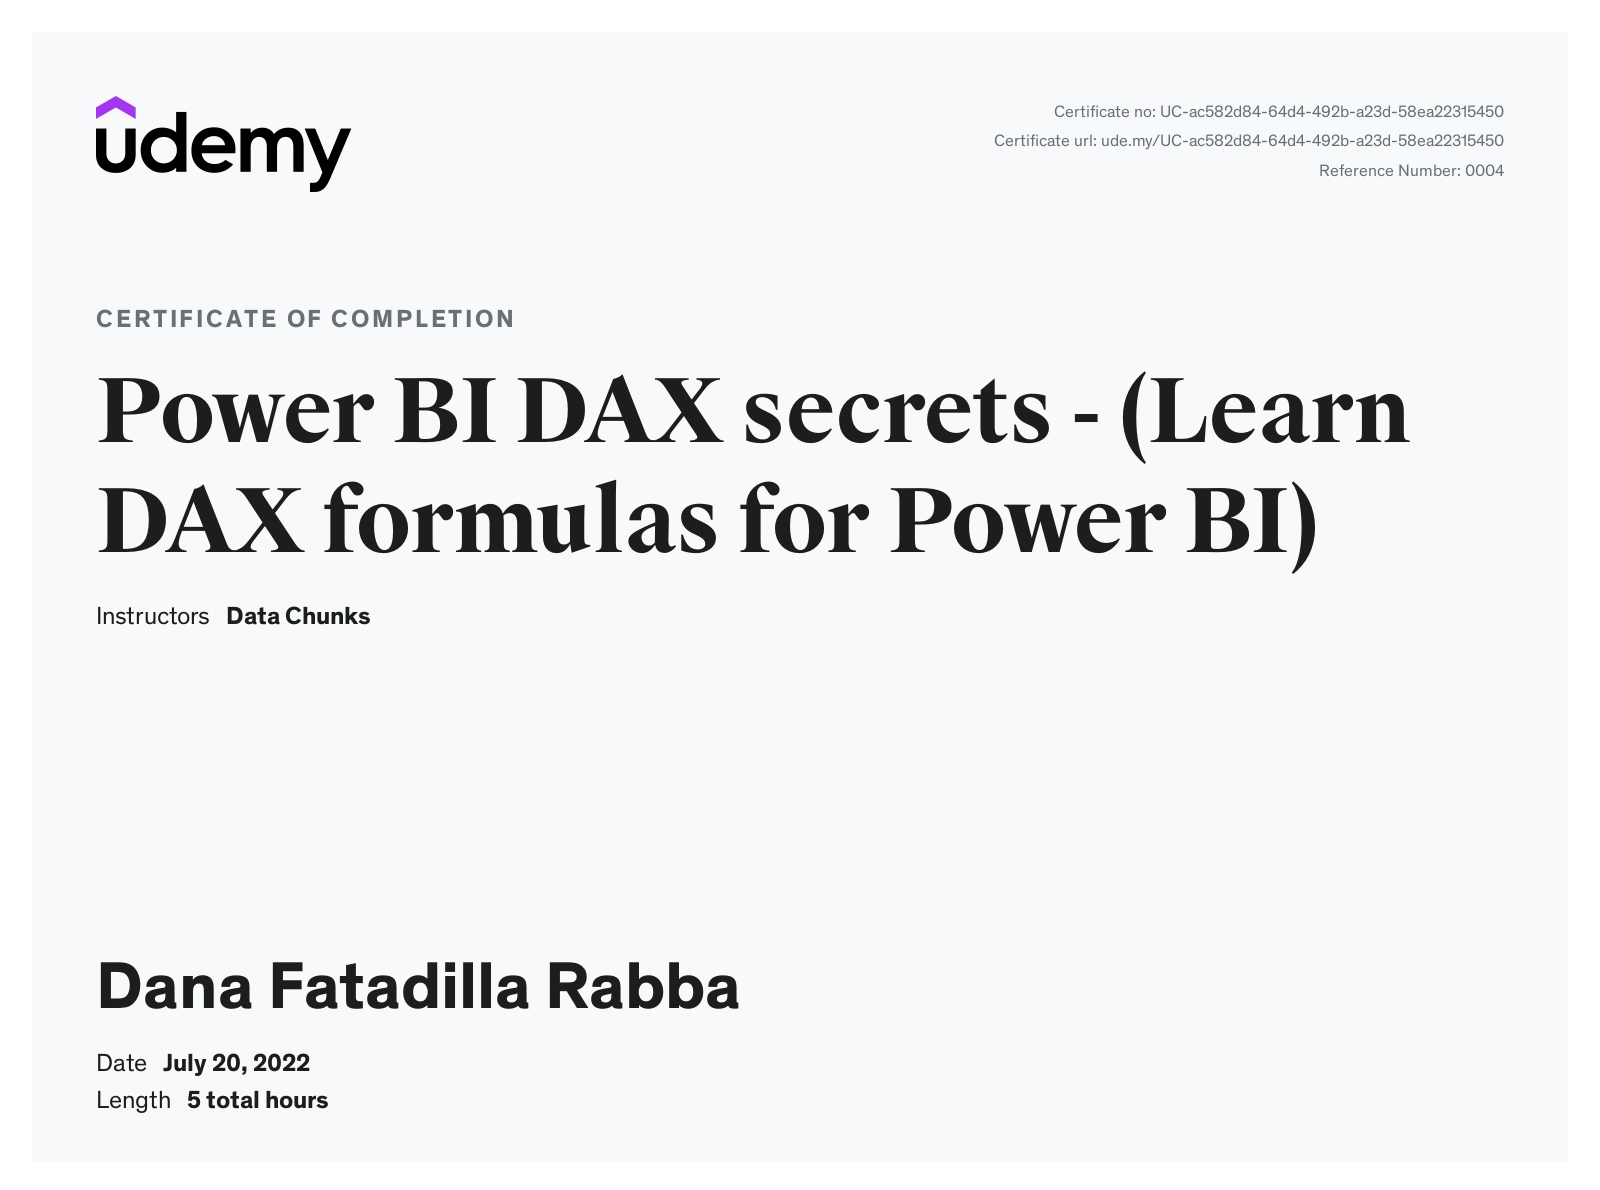 udemy
Certificate no: UC-ac582d84-64d4-492b-a23d-58ea22315450
Certificate url: ude.my/UC-ac582d84-64d4-492b-a23d-58ea22315450
Reference Number: 0004
CERTIFICATE OF COMPLETION
Power BI DAX secrets - (Learn
DAX formulas for Power BI)
Instructors Data Chunks
Dana Fatadilla Rabba
Date July 20, 2022
Length 5 total hours